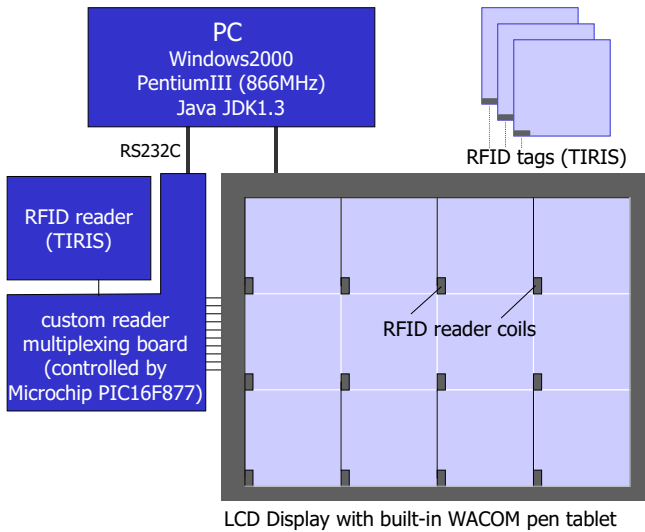 PC
Windows2000
PentiumIII (866MHz)
Java JDK1.3
RS232C
RFID tags (TIRIS)
RFID reader
(TIRIS)
custom reader
multiplexing board
(controlled by
Microchip PIC16F877)
RFID reader coils
LCD Display with built-in WACOM pen tablet